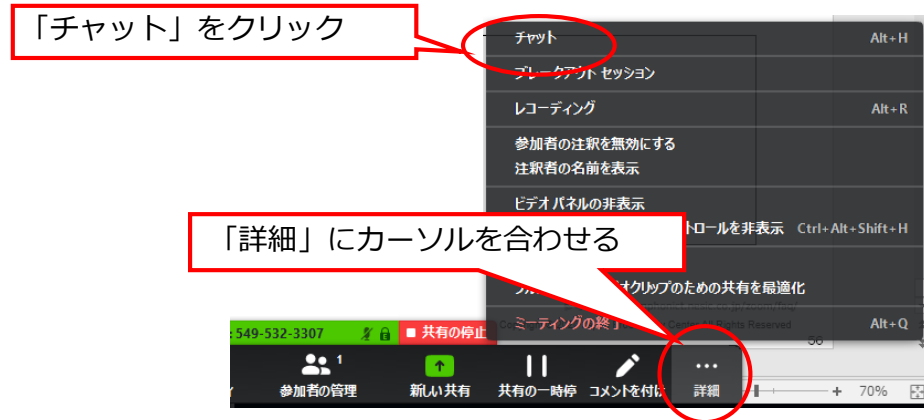 「チャット」をクリック
チャット Alt+H
ブレークアウト セッション
レコーディング Alt+R
参加者の注釈を無効にする
注釈者の名前を表示
ビデオ パネルの非表示
ロールを非表示 Ctrl+Alt+Shift+H
「詳細」にカーソルを合わせる
オクリップのための共有を最適化
ミーティングの終 Alt+Q
Rights Reserved
: 549-532-3307 共有の停止
56
1
参加者の管理 新しい共有 共有の一時停 コメントを付け 詳細 70%